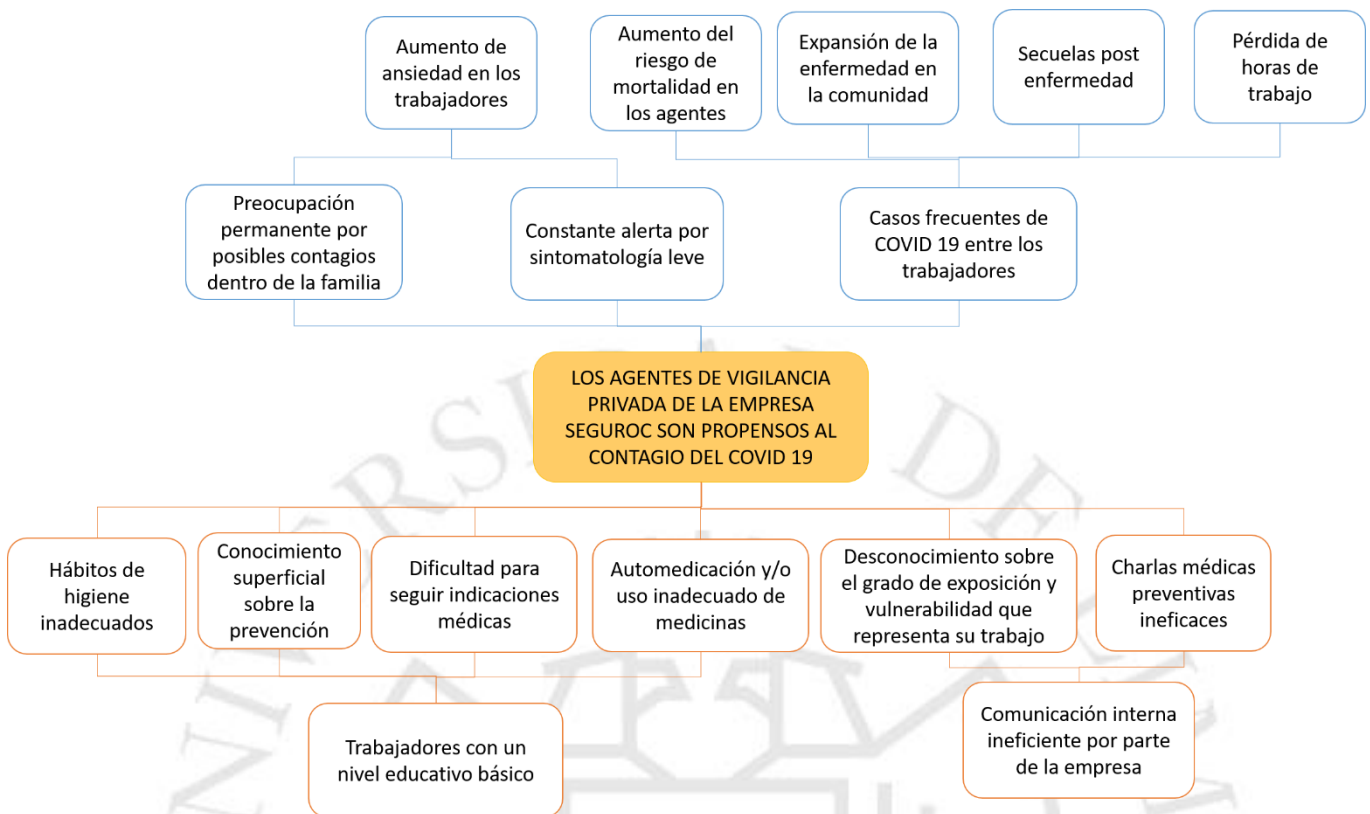 Aumento de
ansiedad en los
trabajadores
Aumento del
riesgo de
mortalidad en
los agentes
Expansión de la
enfermedad en
la comunidad
Secuelas post
enfermedad
Pérdida de
horas de
trabajo
Preocupación
permanente por
posibles contagios
dentro de la familia
Constante alerta por
sintomatología leve
Casos frecuentes de
COVID 19 entre los
trabajadores
LOS AGENTES DE VIGILANCIA
PRIVADA DE LA EMPRESA
SEGUROC SON PROPENSOS AL
CONTAGIO DEL COVID 19
Hábitos de
higiene
inadecuados
Conocimiento
superficial
sobre la
prevención
Dificultad para
seguir indicaciones
médicas
Automedicación y/o
uso inadecuado de
medicinas
Desconocimiento sobre
el grado de exposición y
vulnerabilidad que
representa su trabajo
Charlas médicas
preventivas
ineficaces
Trabajadores con un
nivel educativo básico
Comunicación interna
ineficiente por parte
de la empresa